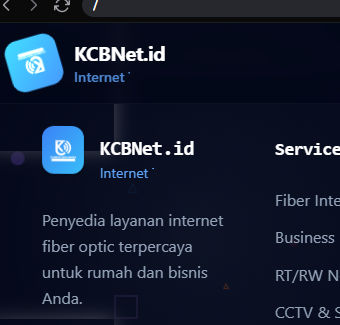 /
KCBNet.id
Internet
KCBNet.id
Internet
Service
Penyedia layanan internet
fiber optic terpercaya
untuk rumah dan bisnis
Anda.
Fiber Inte
Business
RT/RW N
CCTV & S